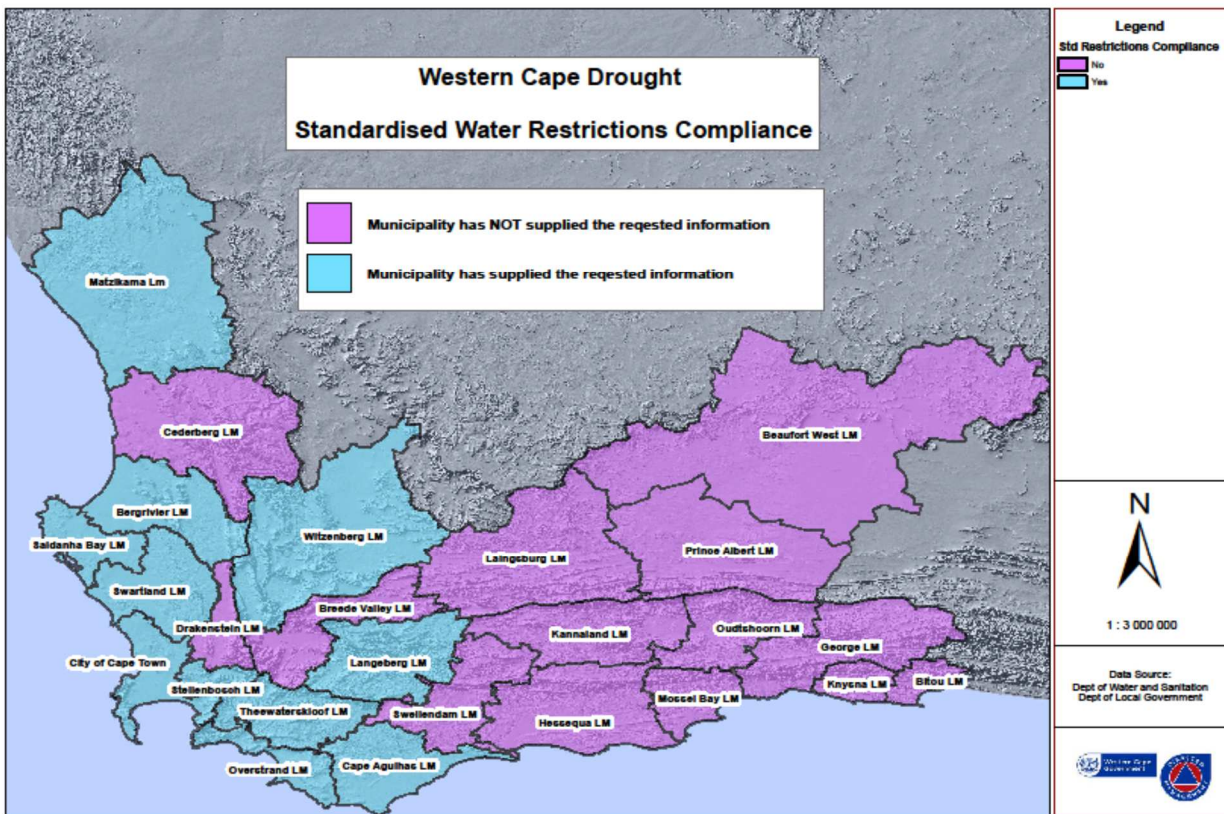 Western Cape Drought
Standardised Water Restrictions Compliance
Municipality has NOT supplied the reqested information
Municipality has supplied the reqested information
Matzikama Lm
Cederberg LM
Beaufort West LM
Bergrivier LM
Saldanha Bay LM
Witzenberg LM
Laingsburg LM
Prince Albert LM
Swartland LM
Breede Valley LM
Drakenstein LM
Kannaland LM
Oudtshoorn LM
George LM
City of Cape Town
Langeberg LM
Stellenbosch LM
Knysna LM
Bitou LM
Mossel Bay LM
Theewaterskloof LM
Swellendam LM
Hessequa LM
Overstrand LM
Cape Agulhas LM
Legend
Std Restrictions Compliance
No
Yes
N
1 : 3 000 000
Data Source:
Dept of Water and Sanitation
Dept of Local Government
Western Cape
Government
DISASTER
MANAGEMENT